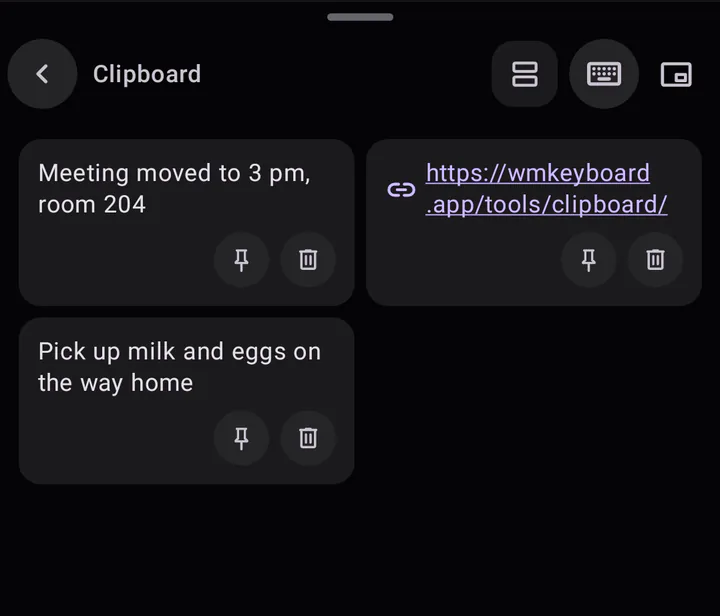 Clipboard
Meeting moved to 3 pm,
room 204
https://wmkeyboard
.app/tools/clipboard/
Pick up milk and eggs on
the way home